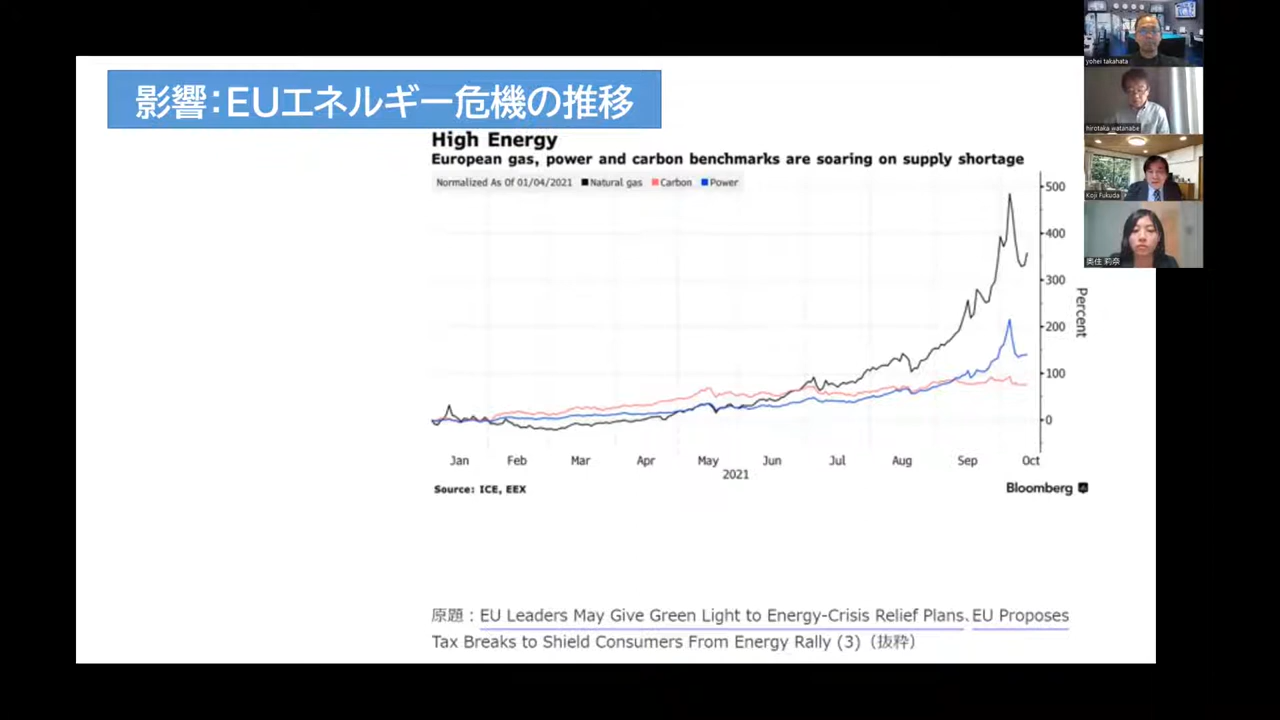 影響：EUエネルギー危機の推移
High Energy
European gas, power and carbon benchmarks are soaring on supply shortage
Normalized As Of 01/04/2021 Natural gas Carbon Power
500
400
300
200
100
0
Percent
Jan Feb Mar Apr May Jun Jul Aug Sep Oct
2021
Source: ICE, EEX
Bloomberg
原題：EU Leaders May Give Green Light to Energy-Crisis Relief Plans、EU Proposes
Tax Breaks to Shield Consumers From Energy Rally (3)（抜粋）
yohei takahata
hirotaka watanabe
Koji Fukuda
奥住 莉奈